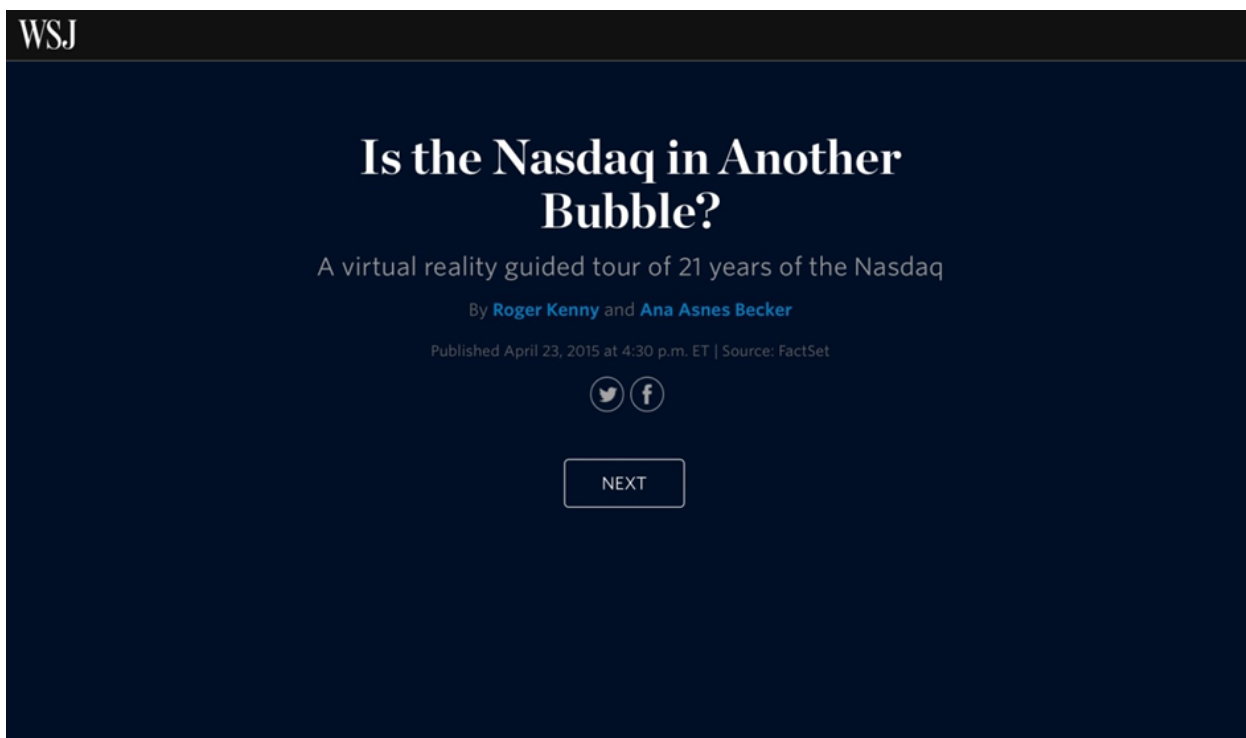 WSJ
Is the Nasdaq in Another
Bubble?
A virtual reality guided tour of 21 years of the Nasdaq
By Roger Kenny and Ana Asnes Becker
Published April 23, 2015 at 4:30 p.m. ET | Source: FactSet
NEXT